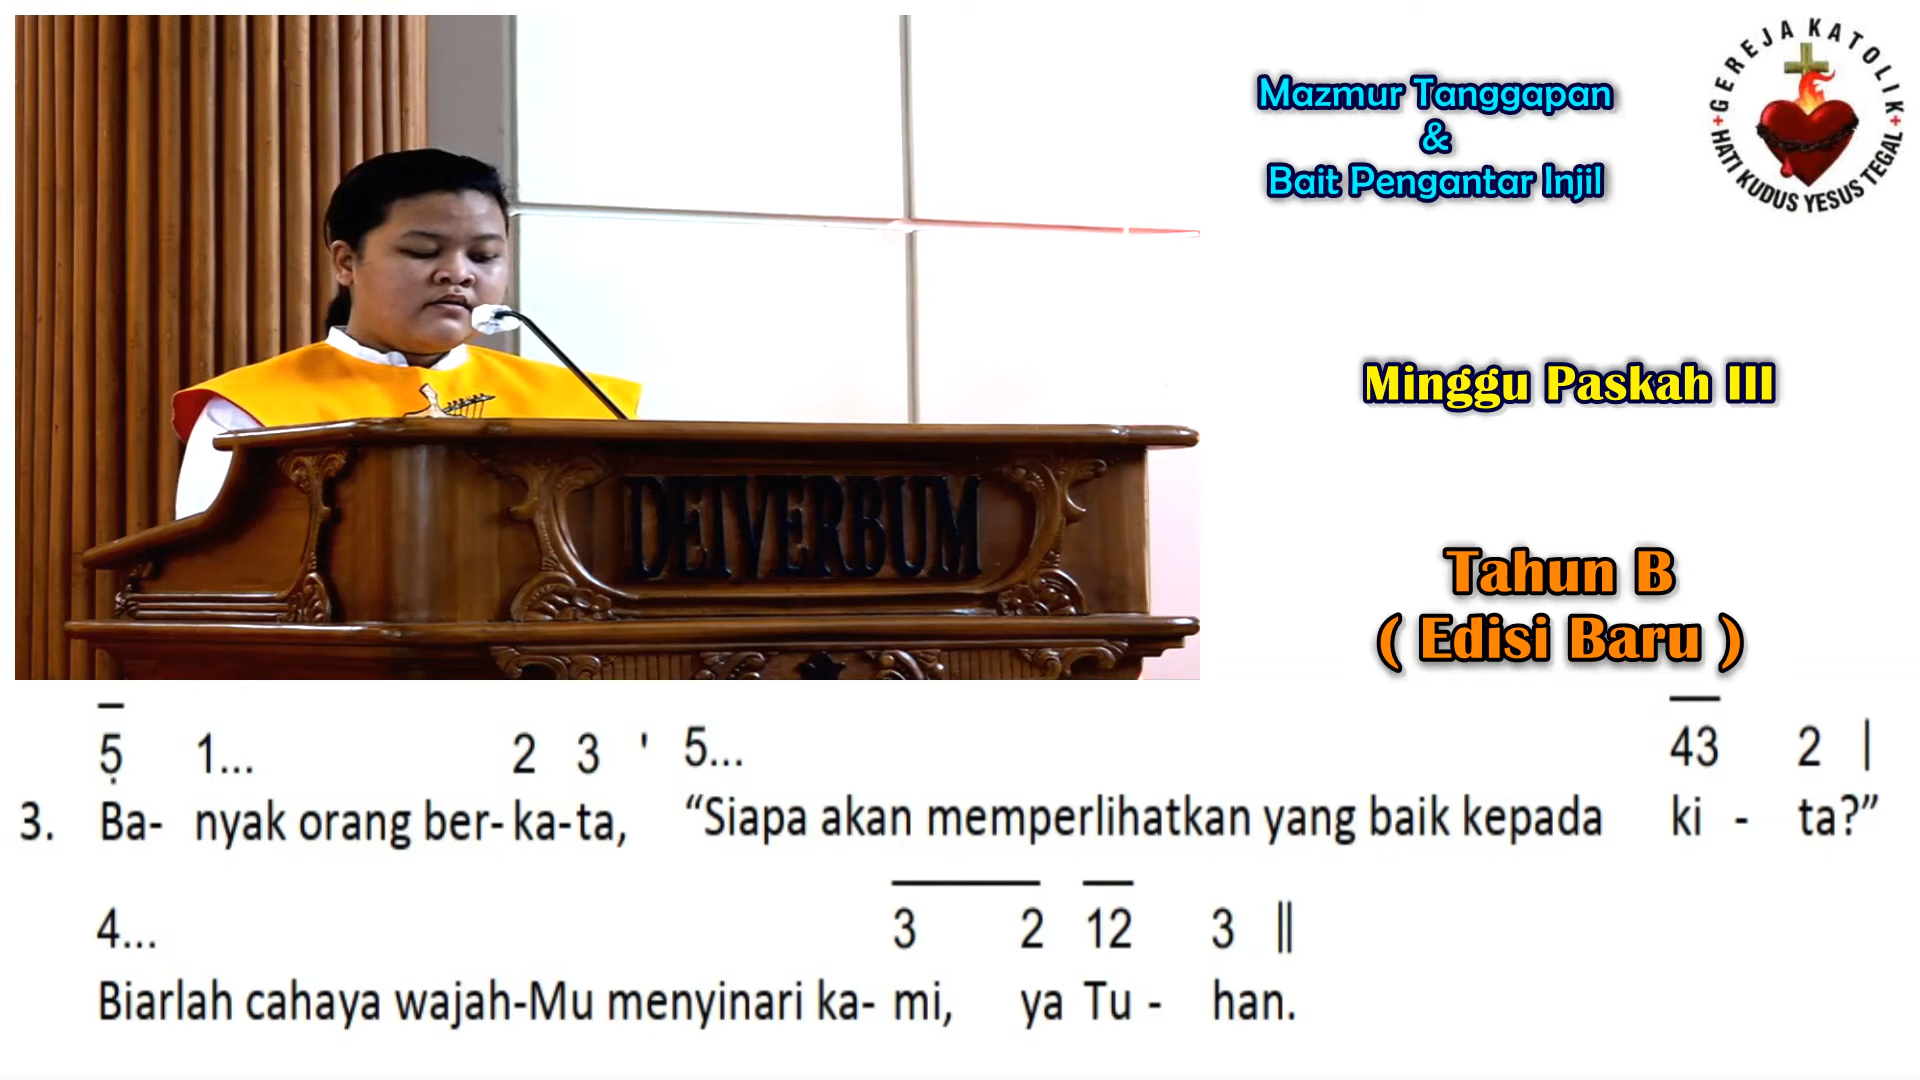 Mazmur Tanggapan
&
Bait Pengantar Injil
+ GEREJA KATOLIK +
HATI KUDUS YESUS TEGAL
Minggu Paskah III
Tahun B
( Edisi Baru )
DEI VERBUM
5̣ 1... 2 3 ' 5... 43 2 |
3. Ba- nyak orang ber- ka-ta, “Siapa akan memperlihatkan yang baik kepada ki - ta?”
4... 3 2 12 3 ||
Biarlah cahaya wajah-Mu menyinari ka- mi, ya Tu - han.